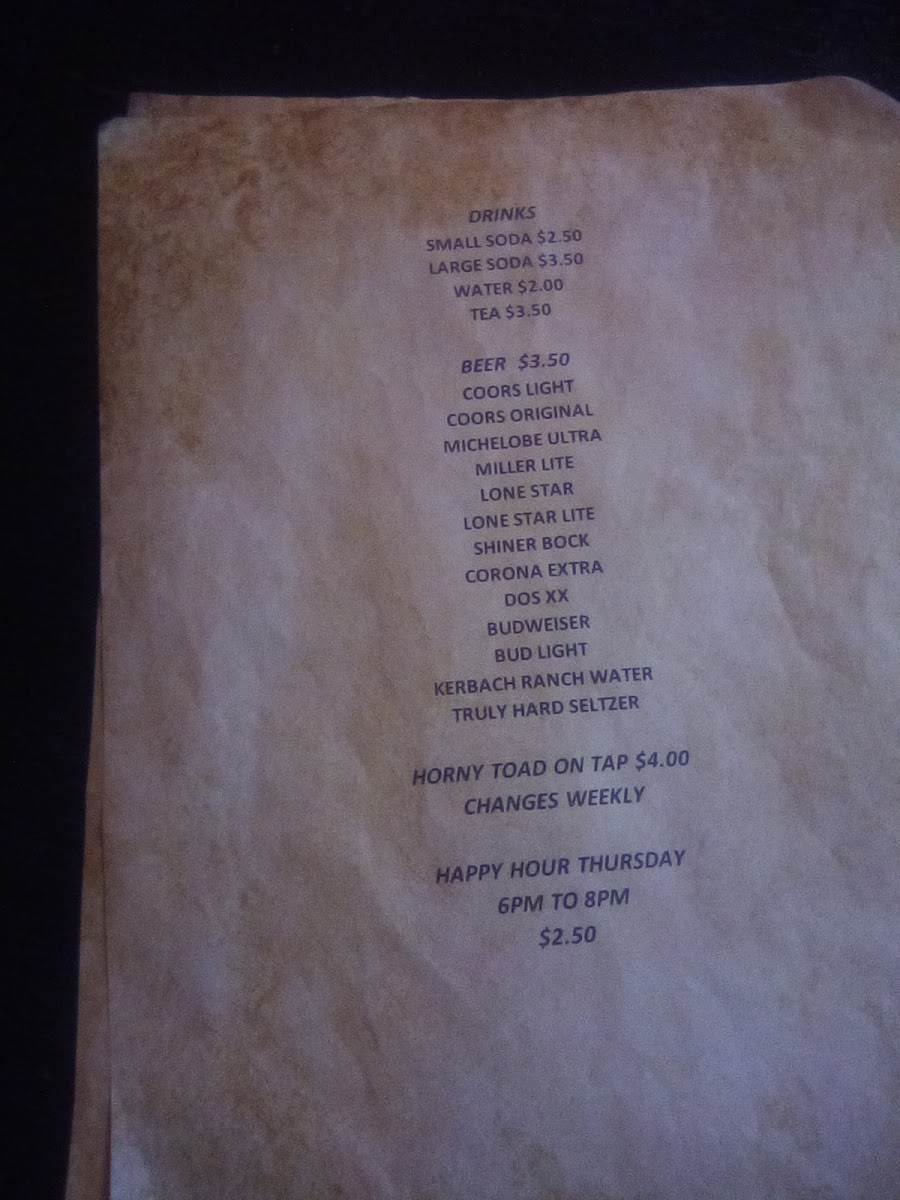 DRINKS
SMALL SODA $2.50
LARGE SODA $3.50
WATER $2.00
TEA $3.50
BEER $3.50
COORS LIGHT
COORS ORIGINAL
MICHELOBE ULTRA
MILLER LITE
LONE STAR
LONE STAR LITE
SHINER BOCK
CORONA EXTRA
DOS XX
BUDWEISER
BUD LIGHT
KERBACH RANCH WATER
TRULY HARD SELTZER
HORNY TOAD ON TAP $4.00
CHANGES WEEKLY
HAPPY HOUR THURSDAY
6PM TO 8PM
$2.50